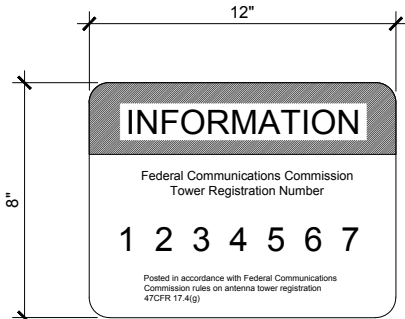 12"
8"
INFORMATION
Federal Communications Commission
Tower Registration Number
1 2 3 4 5 6 7
Posted in accordance with Federal Communications
Commission rules on antenna tower registration
47CFR 17.4(g)